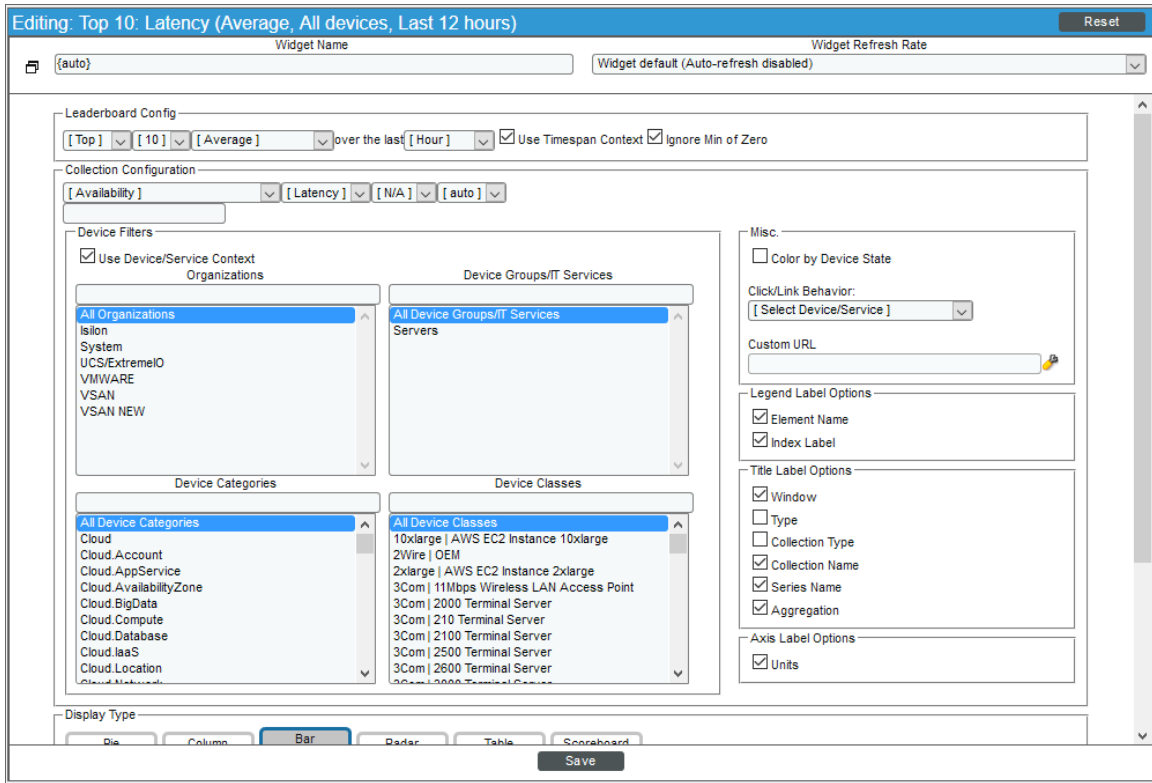 Editing: Top 10: Latency (Average, All devices, Last 12 hours)
Reset
Widget Name
Widget Refresh Rate
{auto}
Widget default (Auto-refresh disabled)
Leaderboard Config
[ Top ] [ 10 ] [ Average ] over the last [ Hour ] Use Timespan Context Ignore Min of Zero
Collection Configuration
[ Availability ] [ Latency ] [ N/A ] [ auto ]
Device Filters
Use Device/Service Context
Organizations
All Organizations
Isilon
System
UCS/ExtremeIO
VMWARE
VSAN
VSAN NEW
Device Groups/IT Services
All Device Groups/IT Services
Servers
Device Categories
All Device Categories
Cloud
Cloud.Account
Cloud.AppService
Cloud.AvailabilityZone
Cloud.BigData
Cloud.Compute
Cloud.Database
Cloud.IaaS
Cloud.Location
Cloud.Network
Device Classes
All Device Classes
10xlarge | AWS EC2 Instance 10xlarge
2Wire | OEM
2xlarge | AWS EC2 Instance 2xlarge
3Com | 11Mbps Wireless LAN Access Point
3Com | 2000 Terminal Server
3Com | 210 Terminal Server
3Com | 2100 Terminal Server
3Com | 2500 Terminal Server
3Com | 2600 Terminal Server
Misc.
Color by Device State
Click/Link Behavior:
[ Select Device/Service ]
Custom URL
Legend Label Options
Element Name
Index Label
Title Label Options
Window
Type
Collection Type
Collection Name
Series Name
Aggregation
Axis Label Options
Units
Display Type
Pie
Column
Bar
Radar
Table
Scoreboard
Save